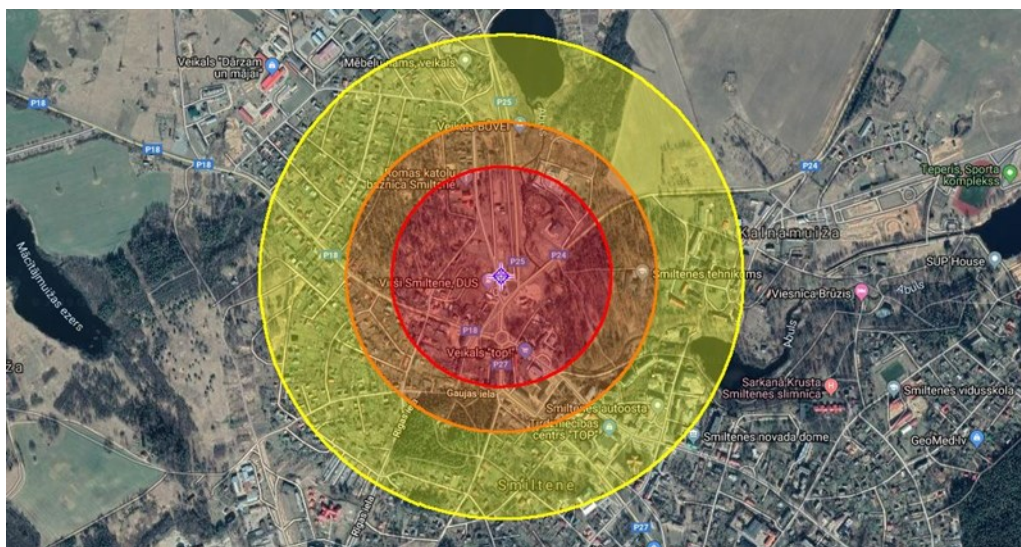 Veikals "Dārzam
un mājai"
Mēbeļu nams, veikals
P25
P18
Veikals BŪVE!
P18
P18
P24
Romas katoļu
baznīca Smiltenē
Tepers, Sporta
komplekss
Kalnamuiža
P18
P25
P24
SUP House
Mācītājmuižas ezers
Virši Smiltene, DUS
Smiltenes tehnikums
Viesnīca Brūzis
Abuls
Abuls
P18
Veikals "top!"
P27
Sarkanā Krusta
Smiltenes slimnīca
Gaujas iela
Smiltenes vidusskola
Rīgas iela
Smiltenes autoosta
Tirdzniecības
centrs "TOP"
Smiltenes novada dome
GeoMed.lv
Smiltene
Rīgas iela
P27